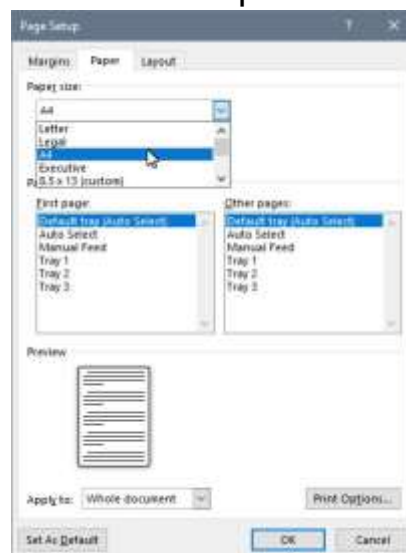 Page Setup ? ×
Margins Paper Layout
Paper size:
A4
Letter
Legal
A4
Executive
8.5 x 13 (custom)
First page: Other pages:
Default tray (Auto Select) Default tray (Auto Select)
Auto Select Auto Select
Manual Feed Manual Feed
Tray 1 Tray 1
Tray 2 Tray 2
Tray 3 Tray 3
Preview
Apply to: Whole document Print Options...
Set As Default OK Cancel